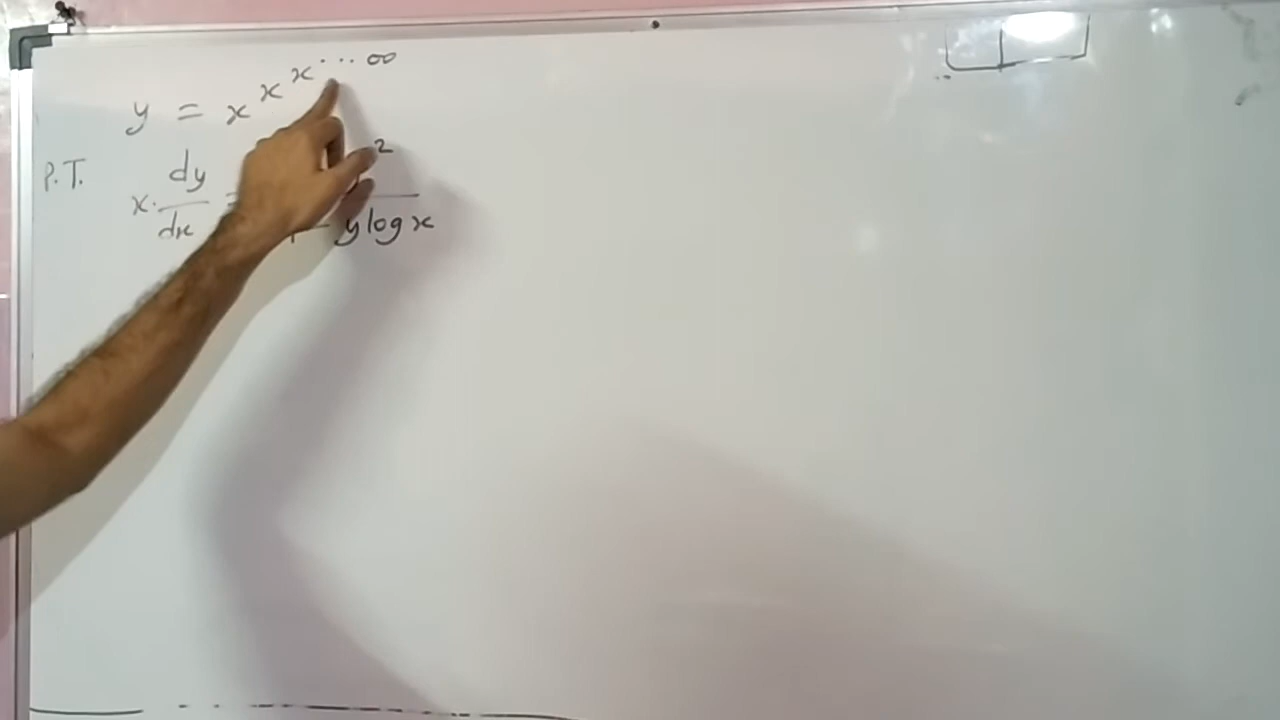 y = x^x^x^...∞
P.T. x. dy/dx = 2/- y log x